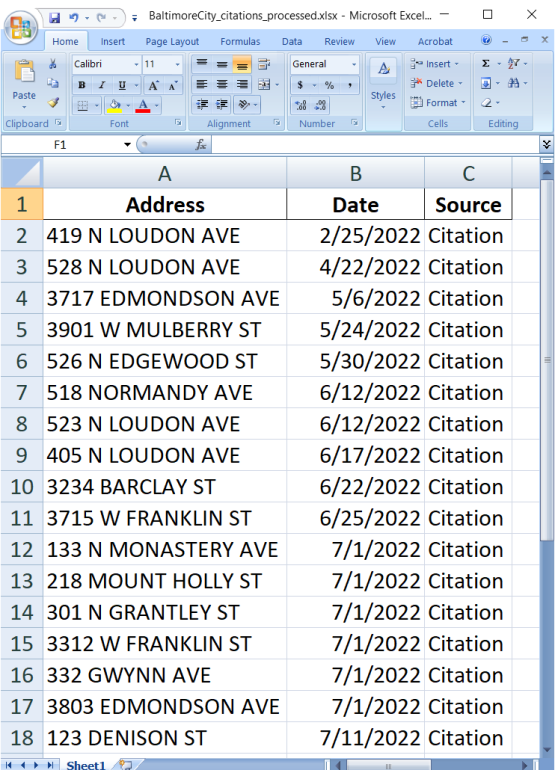 BaltimoreCity_citations_processed.xlsx - Microsoft Excel...
Home Insert Page Layout Formulas Data Review View Acrobat
Paste
Clipboard
Calibri 11
B I U
A A
A
Font
Alignment
General
$ % ,
.0 .00 .00 .0
Number
Styles
Insert
Delete
Format
Cells
Σ
Editing
F1 fx
A B C
1 Address Date Source
2 419 N LOUDON AVE 2/25/2022 Citation
3 528 N LOUDON AVE 4/22/2022 Citation
4 3717 EDMONDSON AVE 5/6/2022 Citation
5 3901 W MULBERRY ST 5/24/2022 Citation
6 526 N EDGEWOOD ST 5/30/2022 Citation
7 518 NORMANDY AVE 6/12/2022 Citation
8 523 N LOUDON AVE 6/12/2022 Citation
9 405 N LOUDON AVE 6/17/2022 Citation
10 3234 BARCLAY ST 6/22/2022 Citation
11 3715 W FRANKLIN ST 6/25/2022 Citation
12 133 N MONASTERY AVE 7/1/2022 Citation
13 218 MOUNT HOLLY ST 7/1/2022 Citation
14 301 N GRANTLEY ST 7/1/2022 Citation
15 3312 W FRANKLIN ST 7/1/2022 Citation
16 332 GWYNN AVE 7/1/2022 Citation
17 3803 EDMONDSON AVE 7/1/2022 Citation
18 123 DENISON ST 7/11/2022 Citation
Sheet1